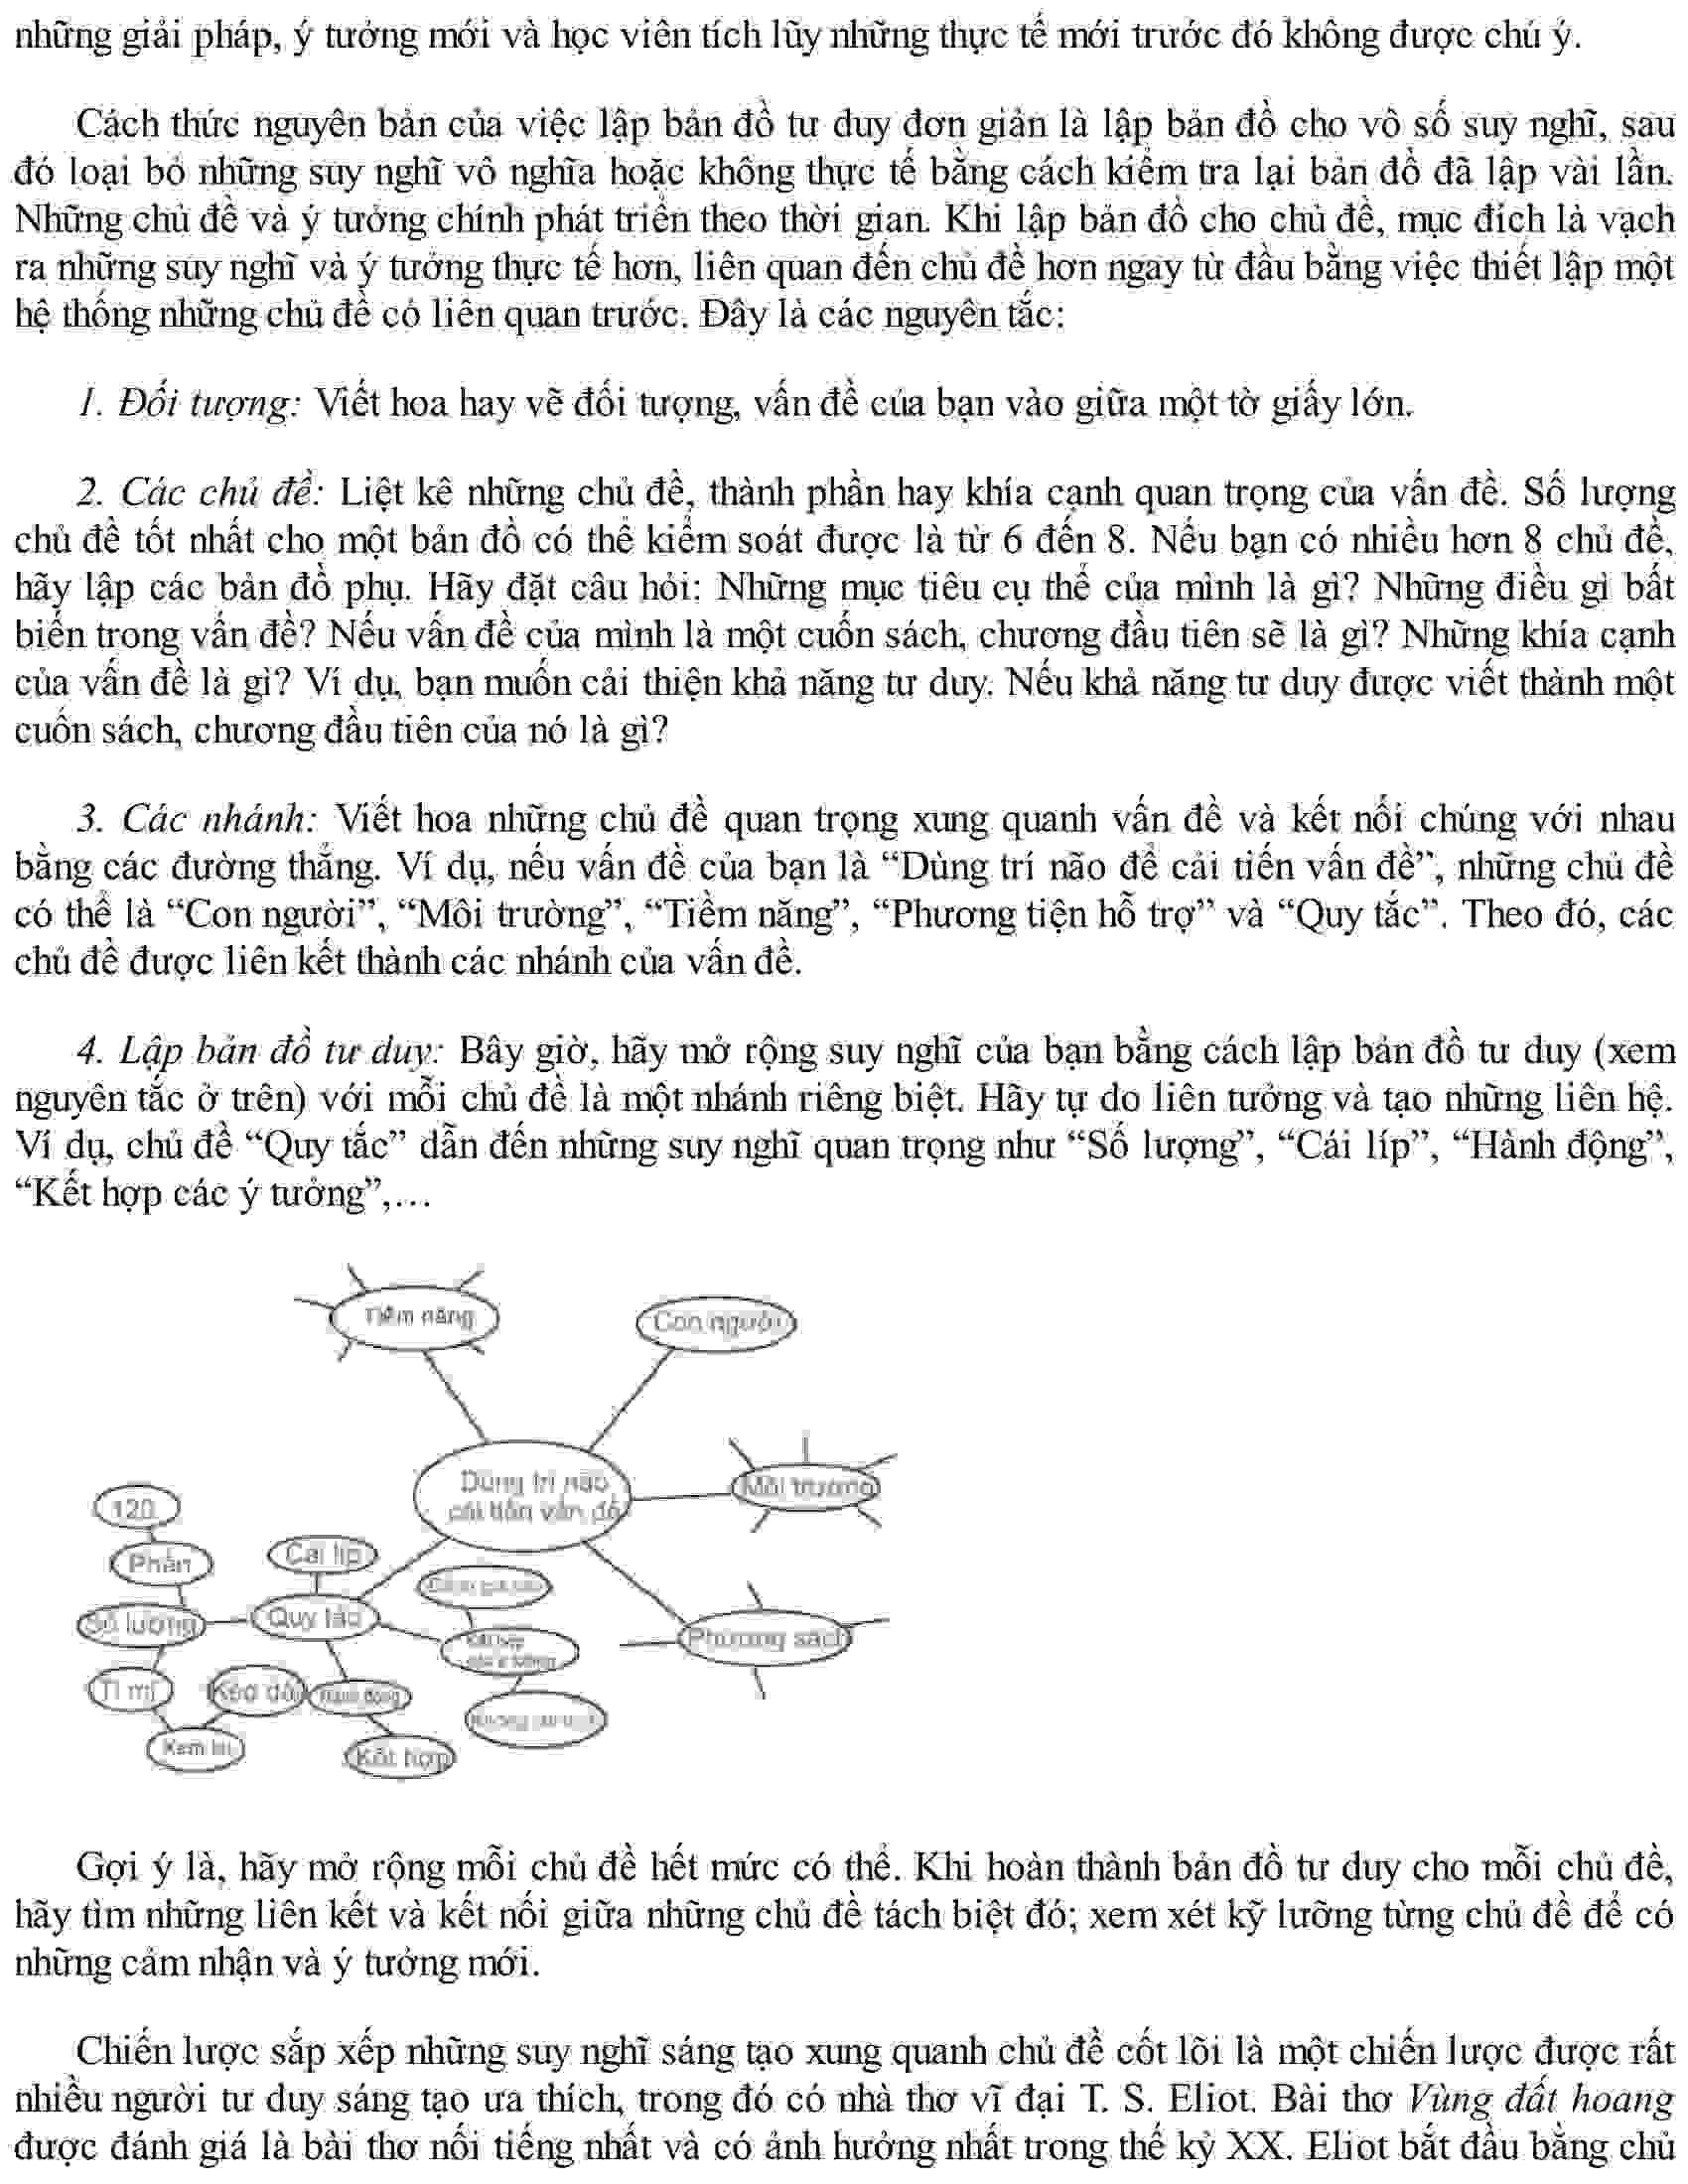 những giải pháp, ý tưởng mới và học viên tích lũy những thực tế mới trước đó không được chú ý.
Cách thức nguyên bản của việc lập bản đồ tư duy đơn giản là lập bản đồ cho vô số suy nghĩ, sau
đó loại bỏ những suy nghĩ vô nghĩa hoặc không thực tế bằng cách kiểm tra lại bản đồ đã lập vài lần.
Những chủ đề và ý tưởng chính phát triển theo thời gian. Khi lập bản đồ cho chủ đề, mục đích là vạch
ra những suy nghĩ và ý tưởng thực tế hơn, liên quan đến chủ đề hơn ngay từ đầu bằng việc thiết lập một
hệ thống những chủ đề có liên quan trước. Đây là các nguyên tắc:
1. Đối tượng: Viết hoa hay vẽ đối tượng, vấn đề của bạn vào giữa một tờ giấy lớn.
2. Các chủ đề: Liệt kê những chủ đề, thành phần hay khía cạnh quan trọng của vấn đề. Số lượng
chủ đề tốt nhất cho một bản đồ có thể kiểm soát được là từ 6 đến 8. Nếu bạn có nhiều hơn 8 chủ đề,
hãy lập các bản đồ phụ. Hãy đặt câu hỏi: Những mục tiêu cụ thể của mình là gì? Những điều gì bất
biến trong vấn đề? Nếu vấn đề của mình là một cuốn sách, chương đầu tiên sẽ là gì? Những khía cạnh
của vấn đề là gì? Ví dụ, bạn muốn cải thiện khả năng tư duy. Nếu khả năng tư duy được viết thành một
cuốn sách, chương đầu tiên của nó là gì?
3. Các nhánh: Viết hoa những chủ đề quan trọng xung quanh vấn đề và kết nối chúng với nhau
bằng các đường thẳng. Ví dụ, nếu vấn đề của bạn là “Dùng trí não để cải tiến vấn đề”, những chủ đề
có thể là “Con người”, “Môi trường”, “Tiềm năng”, “Phương tiện hỗ trợ” và “Quy tắc”. Theo đó, các
chủ đề được liên kết thành các nhánh của vấn đề.
4. Lập bản đồ tư duy: Bây giờ, hãy mở rộng suy nghĩ của bạn bằng cách lập bản đồ tư duy (xem
nguyên tắc ở trên) với mỗi chủ đề là một nhánh riêng biệt. Hãy tự do liên tưởng và tạo những liên hệ.
Ví dụ, chủ đề “Quy tắc” dẫn đến những suy nghĩ quan trọng như “Số lượng”, “Cái líp”, “Hành động”,
“Kết hợp các ý tưởng”,…
Tiềm năng
Con người
Dùng trí não
cải tiến vấn đề
Môi trường
120
Phần
Cái líp
Số lượng
Quy tắc
Kết hợp
các ý tưởng
Phương sách
Tỉ mỉ
Kéo dài
Hành động
Xem lại
Kết hợp
Gợi ý là, hãy mở rộng mỗi chủ đề hết mức có thể. Khi hoàn thành bản đồ tư duy cho mỗi chủ đề,
hãy tìm những liên kết và kết nối giữa những chủ đề tách biệt đó; xem xét kỹ lưỡng từng chủ đề để có
những cảm nhận và ý tưởng mới.
Chiến lược sắp xếp những suy nghĩ sáng tạo xung quanh chủ đề cốt lõi là một chiến lược được rất
nhiều người tư duy sáng tạo ưa thích, trong đó có nhà thơ vĩ đại T. S. Eliot. Bài thơ Vùng đất hoang
được đánh giá là bài thơ nổi tiếng nhất và có ảnh hưởng nhất trong thế kỷ XX. Eliot bắt đầu bằng chủ